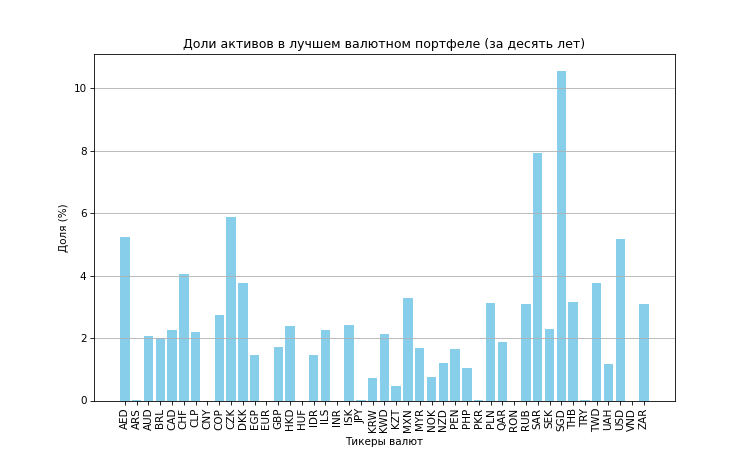 Доли активов в лучшем валютном портфеле (за десять лет)
10
8
6
4
2
0
Доля (%)
AED ARS AUD BRL CAD CHF CLP CNY COP CZK DKK EGP EUR GBP HKD HUF IDR ILS INR ISK JPY KRW KWD KZT MXN MYR NOK NZD PEN PHP PKR PLN QAR RON RUB SAR SEK SGD THB TRY TWD UAH USD VND ZAR
Тикеры валют